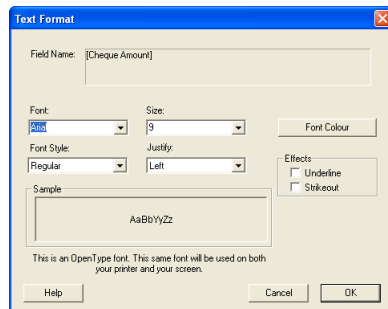 Text Format
Field Name: [Cheque Amount]
Font: Size:
Arial 9 Font Colour
Font Style: Justify:
Regular Left
Effects
Underline
Strikeout
Sample
AaBbYyZz
This is an OpenType font. This same font will be used on both
your printer and your screen.
Help Cancel OK